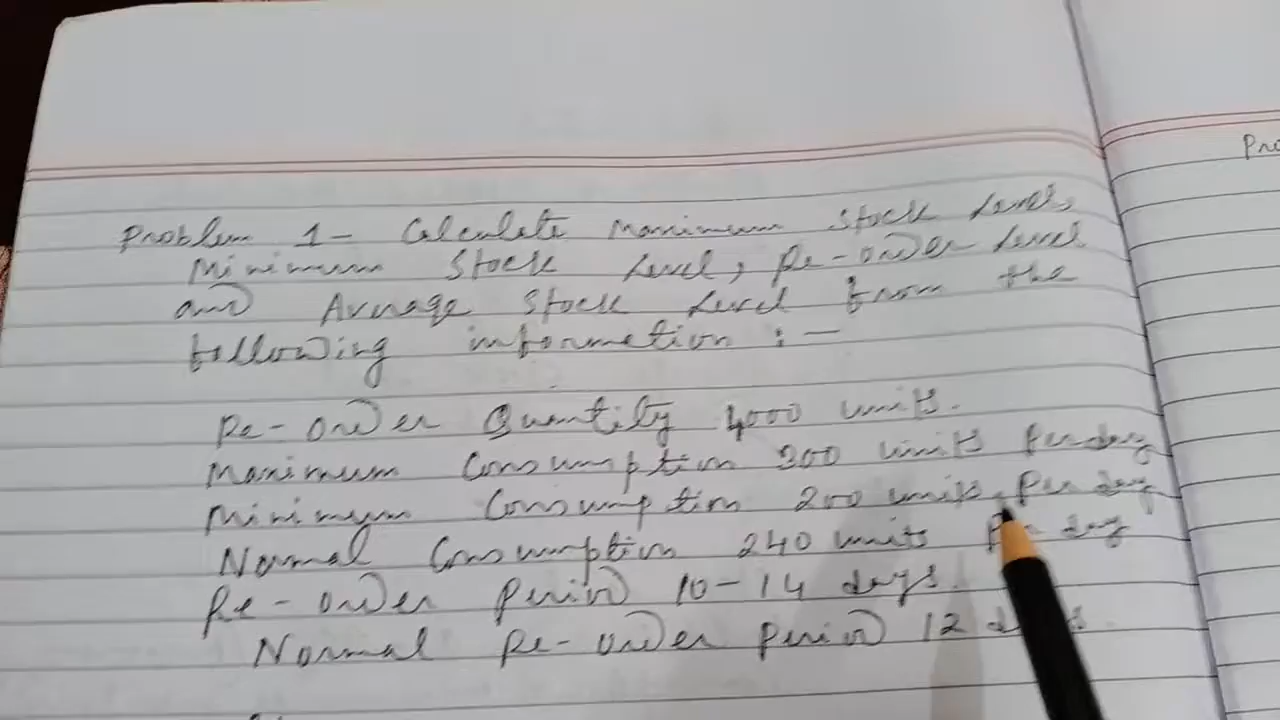 Problem 1- Calculate Maximum Stock Level,
Minimum Stock Level, Re-order Level
and Average Stock Level from the
following information :-
Re-order Quantity 4000 units.
Maximum Consumption 300 units Per day
Minimum Consumption 200 units Per day
Normal Consumption 240 units Per day
Re-order Period 10-14 days.
Normal Re-order Period 12 days.
Pro